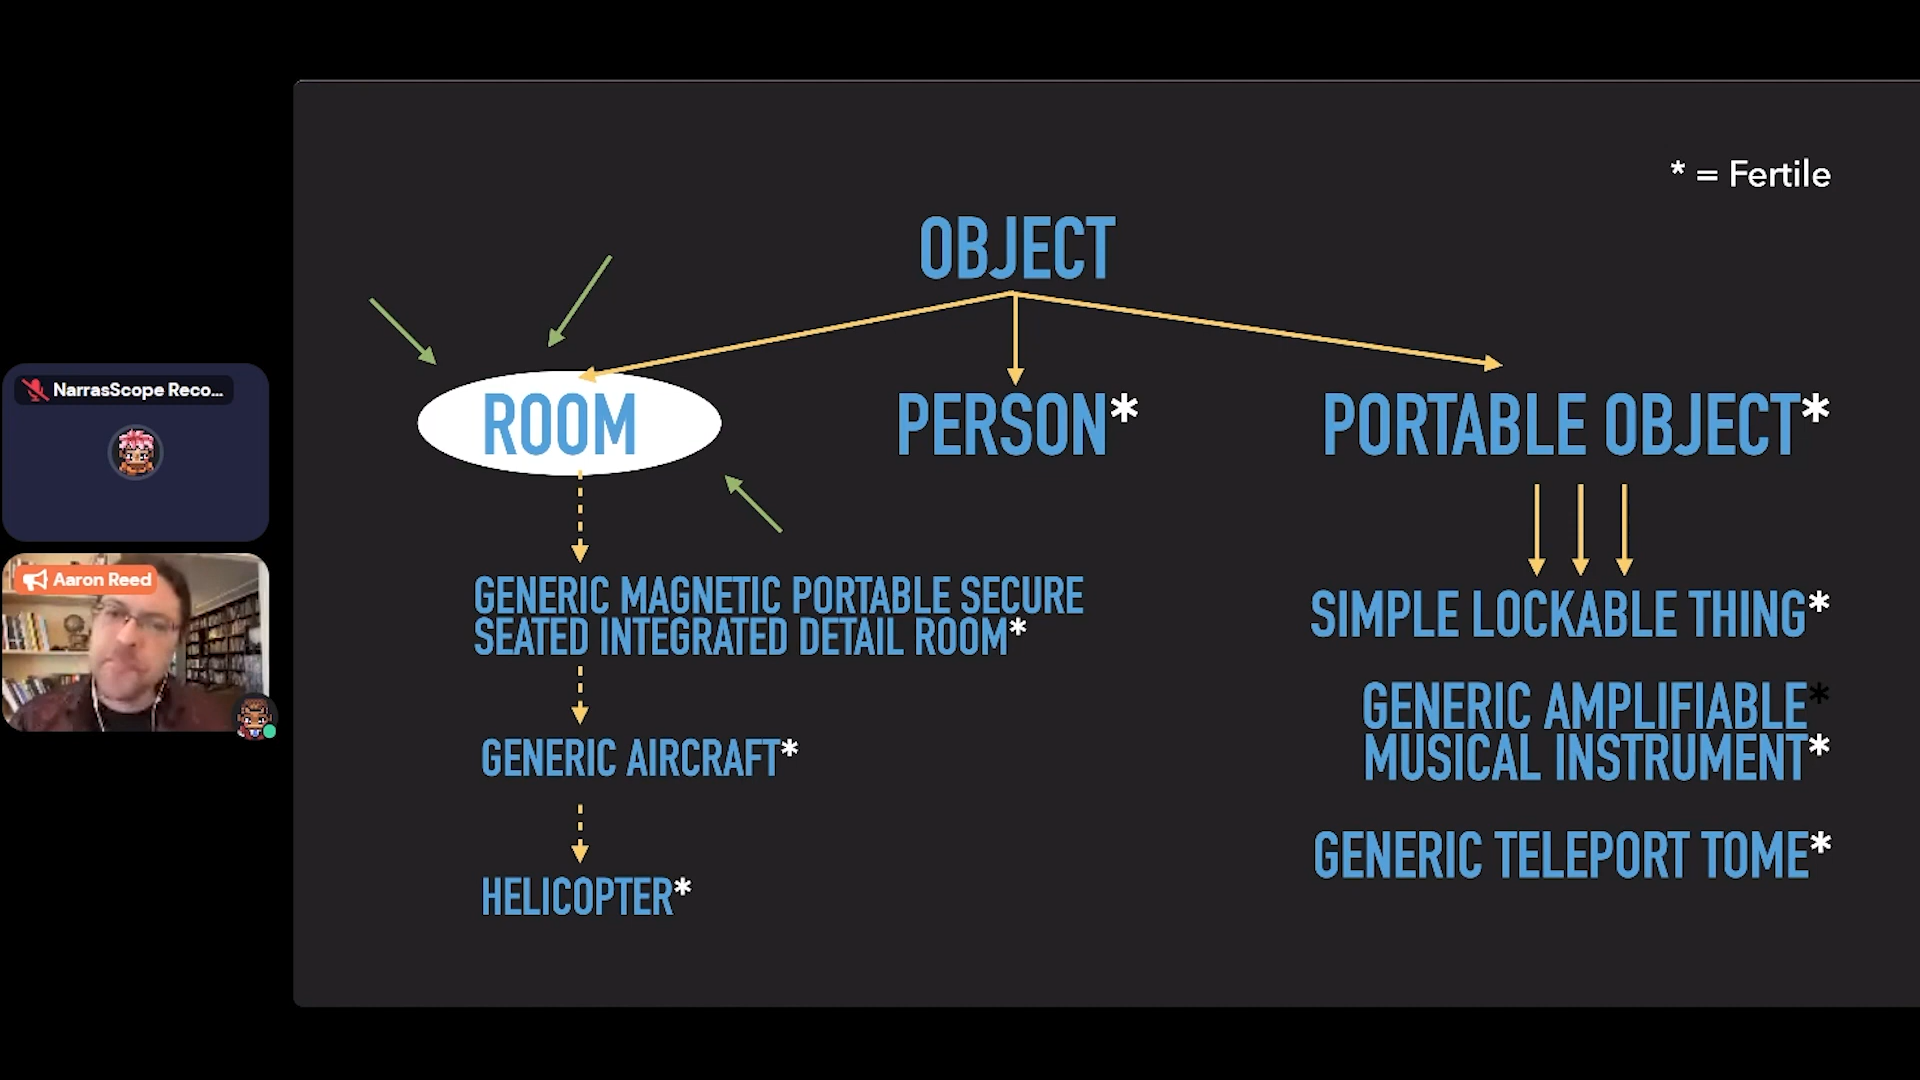 * = Fertile
OBJECT
ROOM
PERSON*
PORTABLE OBJECT*
GENERIC MAGNETIC PORTABLE SECURE
SEATED INTEGRATED DETAIL ROOM*
GENERIC AIRCRAFT*
HELICOPTER*
SIMPLE LOCKABLE THING*
GENERIC AMPLIFIABLE*
MUSICAL INSTRUMENT*
GENERIC TELEPORT TOME*
NarrasScope Reco...
Aaron Reed